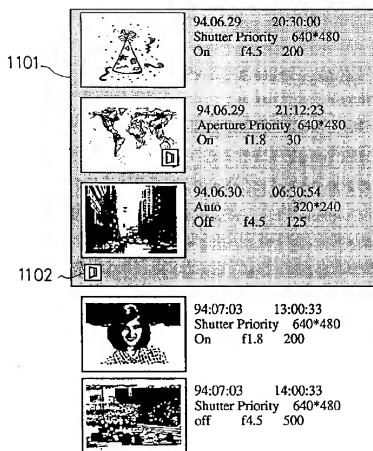 94.06.29 20:30:00
Shutter Priority 640*480
On f4.5 200
1101
94.06.29 21:12:23
Aperture Priority 640*480
On f1.8 30
94.06.30 06:30:54
Auto 320*240
Off f4.5 125
1102
94:07:03 13:00:33
Shutter Priority 640*480
On f1.8 200
94:07:03 14:00:33
Shutter Priority 640*480
off f4.5 500